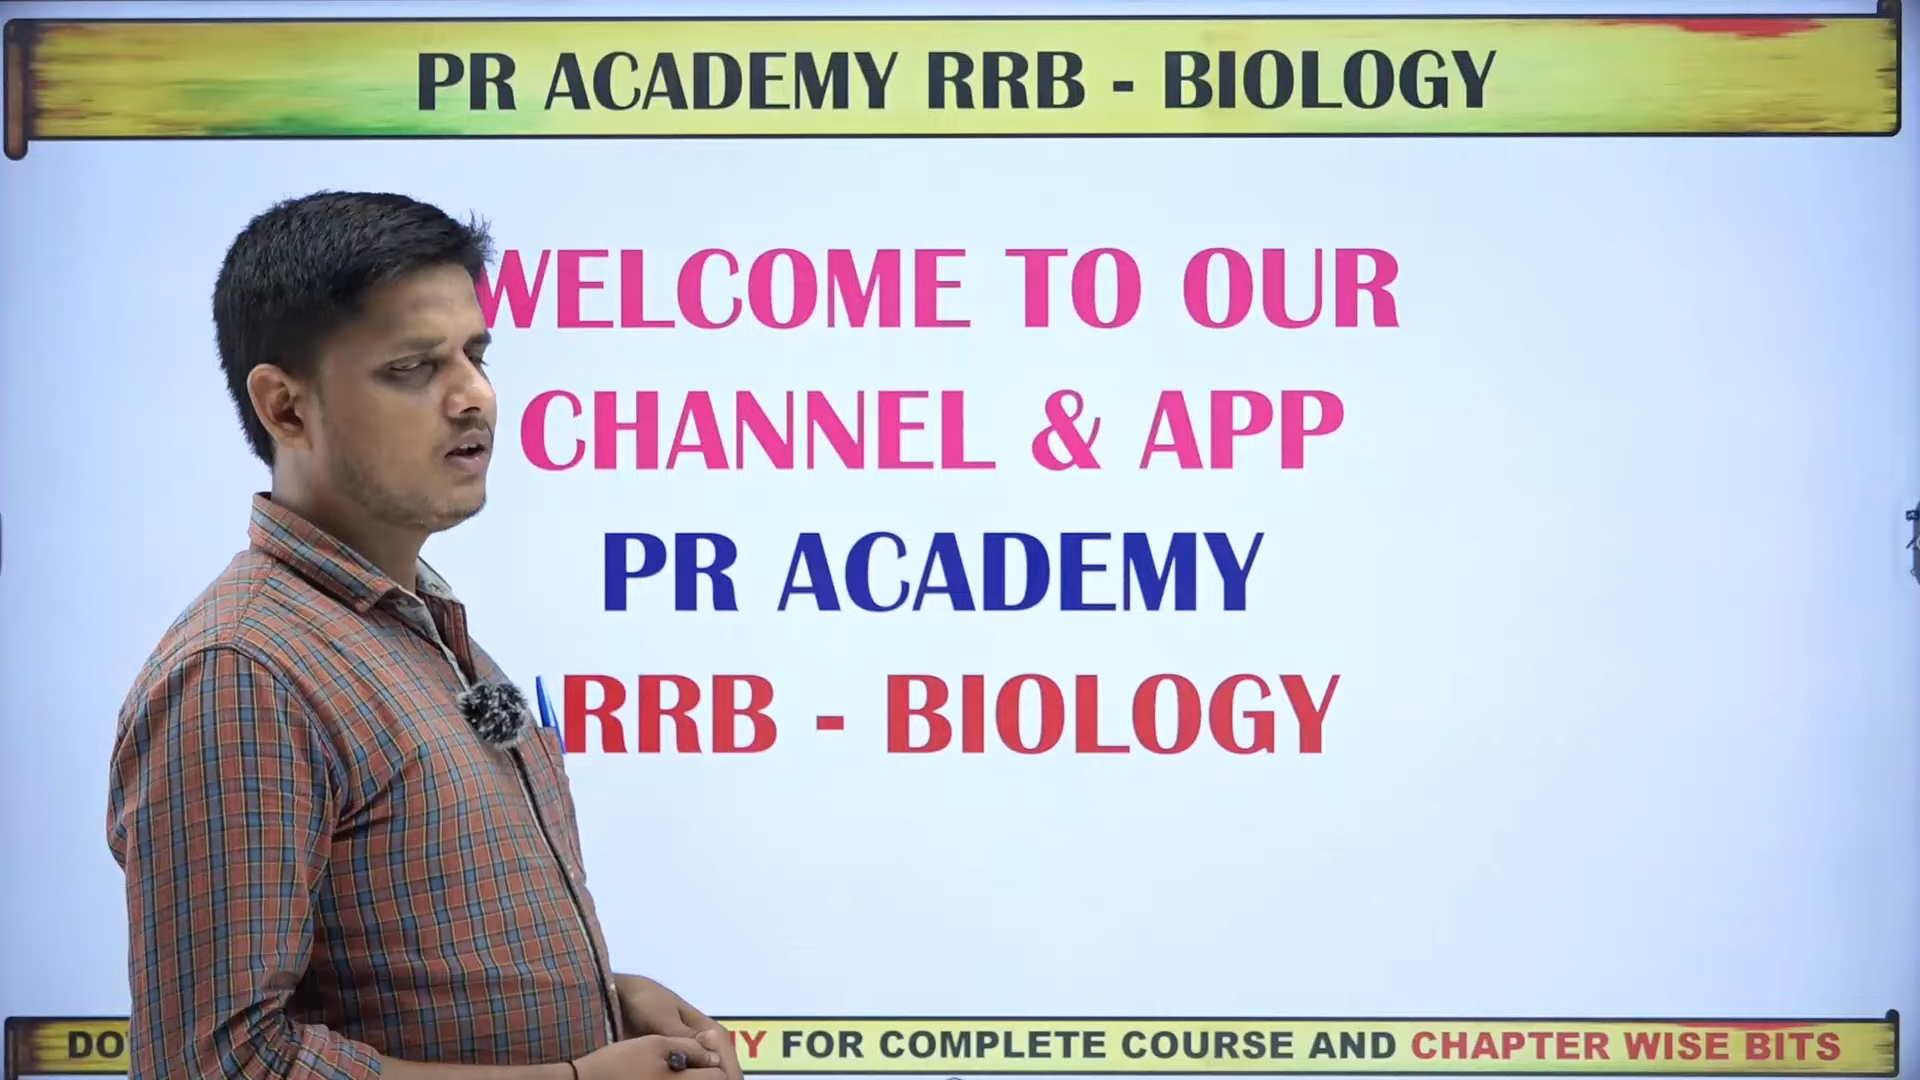 PR ACADEMY RRB - BIOLOGY
WELCOME TO OUR
CHANNEL & APP
PR ACADEMY
RRB - BIOLOGY
FOR COMPLETE COURSE AND CHAPTER WISE BITS